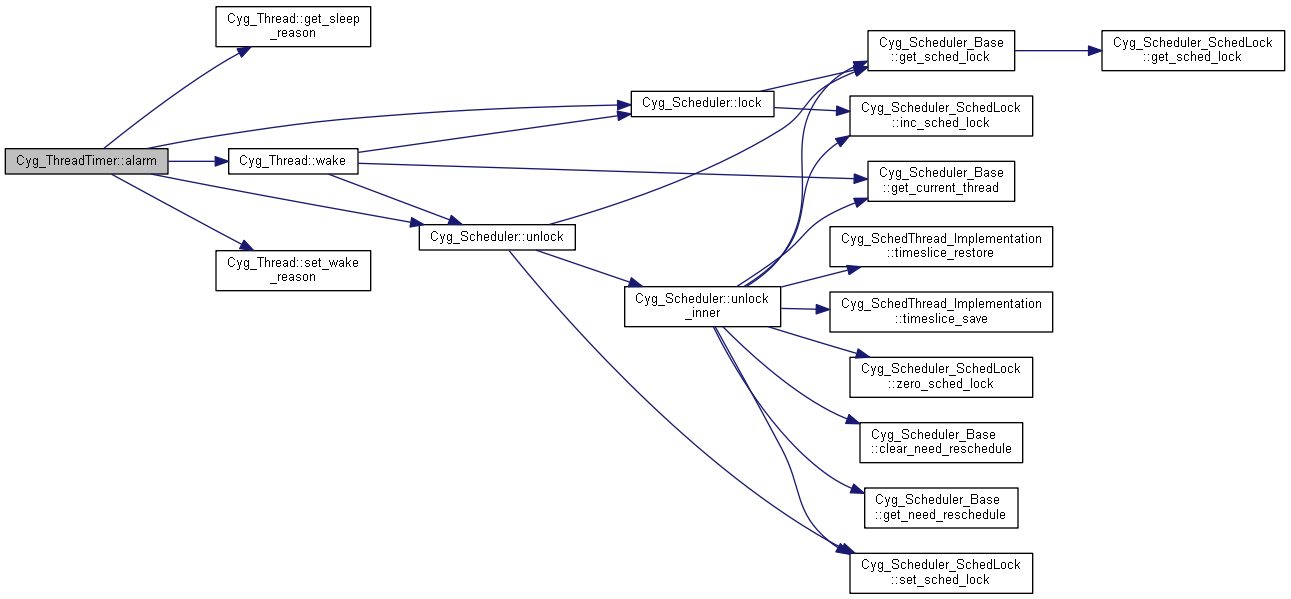 Cyg_Thread::get_sleep
_reason
Cyg_Scheduler_Base
::get_sched_lock
Cyg_Scheduler_SchedLock
::get_sched_lock
Cyg_Scheduler::lock
Cyg_Scheduler_SchedLock
::inc_sched_lock
Cyg_ThreadTimer::alarm
Cyg_Thread::wake
Cyg_Scheduler_Base
::get_current_thread
Cyg_Scheduler::unlock
Cyg_SchedThread_Implementation
::timeslice_restore
Cyg_Thread::set_wake
_reason
Cyg_Scheduler::unlock
_inner
Cyg_SchedThread_Implementation
::timeslice_save
Cyg_Scheduler_SchedLock
::zero_sched_lock
Cyg_Scheduler_Base
::clear_need_reschedule
Cyg_Scheduler_Base
::get_need_reschedule
Cyg_Scheduler_SchedLock
::set_sched_lock